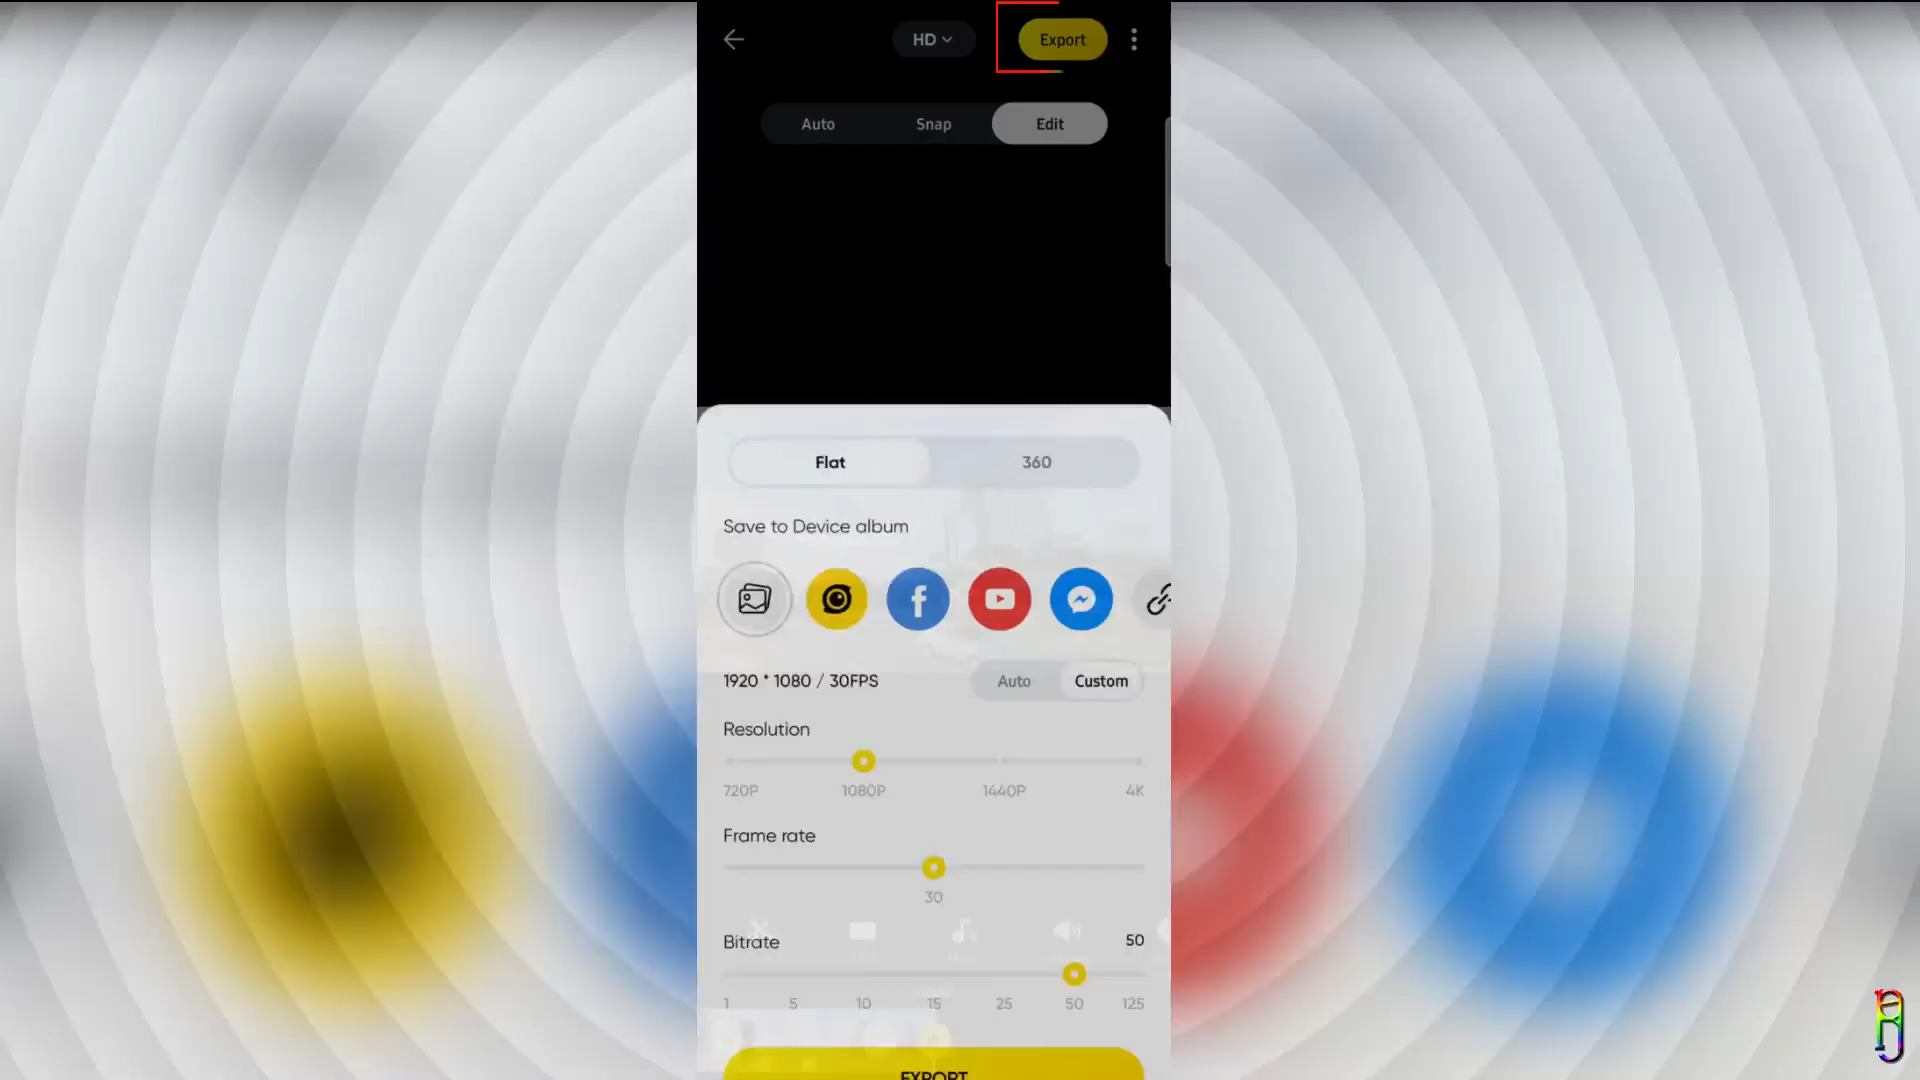 HD
Export
Auto Snap Edit
Flat 360
Save to Device album
1920 * 1080 / 30FPS
Auto Custom
Resolution
720P 1080P 1440P 4K
Frame rate
30
Bitrate 50
1 5 10 15 25 50 125
EXPORT